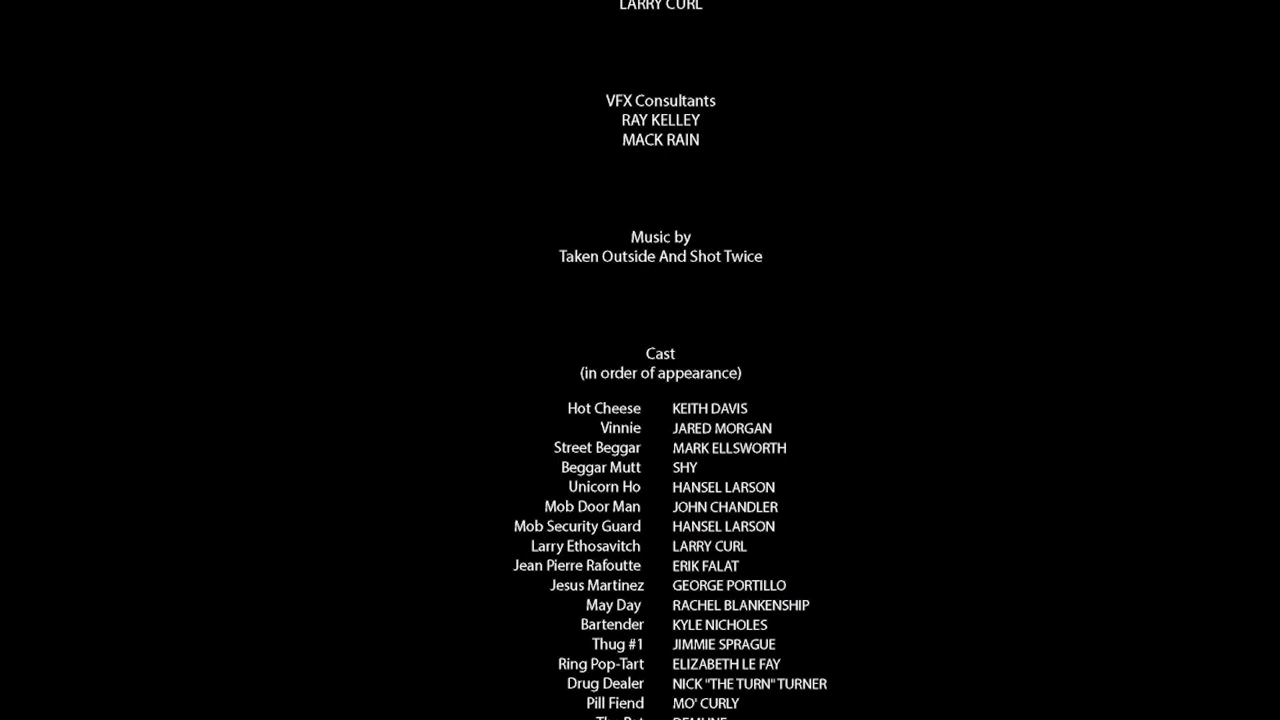 LARRY CURL
VFX Consultants
RAY KELLEY
MACK RAIN
Music by
Taken Outside And Shot Twice
Cast
(in order of appearance)
Hot Cheese KEITH DAVIS
Vinnie JARED MORGAN
Street Beggar MARK ELLSWORTH
Beggar Mutt SHY
Unicorn Ho HANSEL LARSON
Mob Door Man JOHN CHANDLER
Mob Security Guard HANSEL LARSON
Larry Ethosavitch LARRY CURL
Jean Pierre Rafoutte ERIK FALAT
Jesus Martinez GEORGE PORTILLO
May Day RACHEL BLANKENSHIP
Bartender KYLE NICHOLES
Thug #1 JIMMIE SPRAGUE
Ring Pop-Tart ELIZABETH LE FAY
Drug Dealer NICK "THE TURN" TURNER
Pill Fiend MO' CURLY